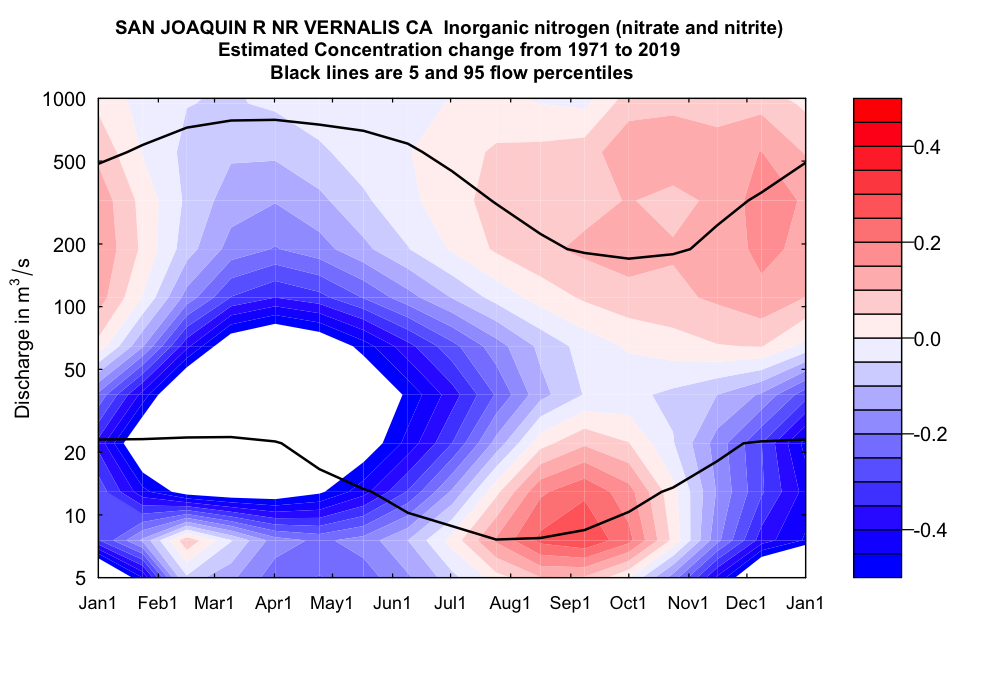 SAN JOAQUIN R NR VERNALIS CA  Inorganic nitrogen (nitrate and nitrite)
Estimated Concentration change from 1971 to 2019
Black lines are 5 and 95 flow percentiles
1000
500
200
100
50
20
10
5
Discharge in m³/s
Jan1 Feb1 Mar1 Apr1 May1 Jun1 Jul1 Aug1 Sep1 Oct1 Nov1 Dec1 Jan1
0.4
0.2
0.0
-0.2
-0.4